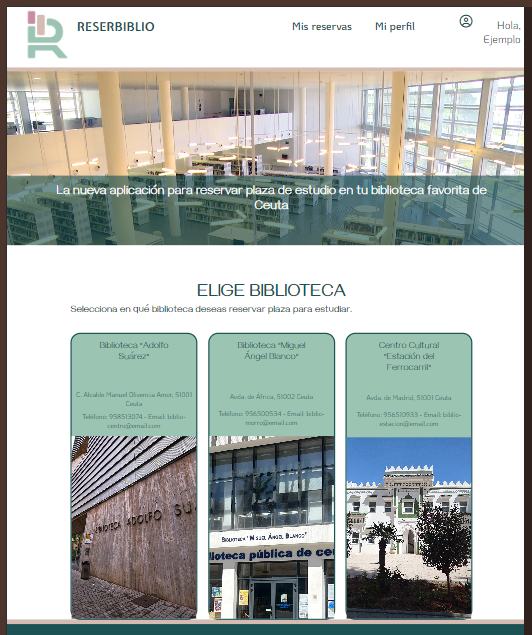 RESERBIBLIO
Mis reservas
Mi perfil
Hola,
Ejemplo
La nueva aplicación para reservar plaza de estudio en tu biblioteca favorita de
Ceuta
ELIGE BIBLIOTECA
Selecciona en qué biblioteca deseas reservar plaza para estudiar.
Biblioteca "Adolfo
Suárez"
C. Alcalde Manuel Olivencia Amor, 51001
Ceuta
Teléfono: 958513074 - Email: biblio-
centro@email.com
BIBLIOTECA ADOLFO SU
Biblioteca "Miguel
Ángel Blanco"
Avda. de África, 51002 Ceuta
Teléfono: 956500534 - Email: biblio-
morro@email.com
BIBLIOTECA "MIGUEL ÁNGEL BLANCO"
lioteca pública de ce
Centro Cultural
"Estación del
Ferrocarril"
Avda. de Madrid, 51001 Ceuta
Teléfono: 956510933 - Email: biblio-
estacion@email.com